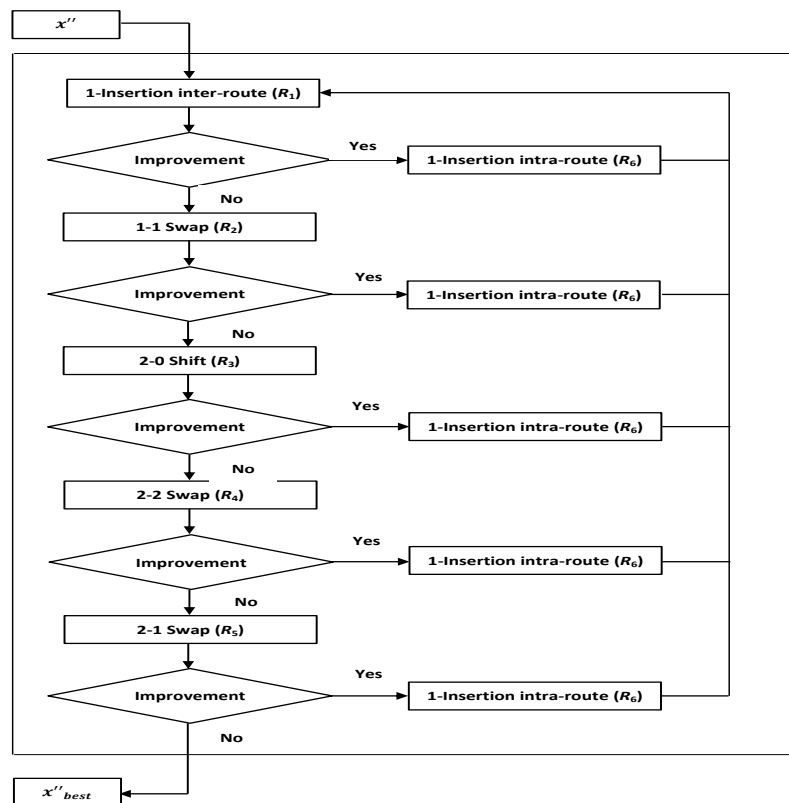 x''
1-Insertion inter-route (R₁)
Improvement
Yes
1-Insertion intra-route (R₆)
No
1-1 Swap (R₂)
Improvement
Yes
1-Insertion intra-route (R₆)
No
2-0 Shift (R₃)
Improvement
Yes
1-Insertion intra-route (R₆)
No
2-2 Swap (R₄)
Improvement
Yes
1-Insertion intra-route (R₆)
No
2-1 Swap (R₅)
Improvement
Yes
1-Insertion intra-route (R₆)
No
x''best